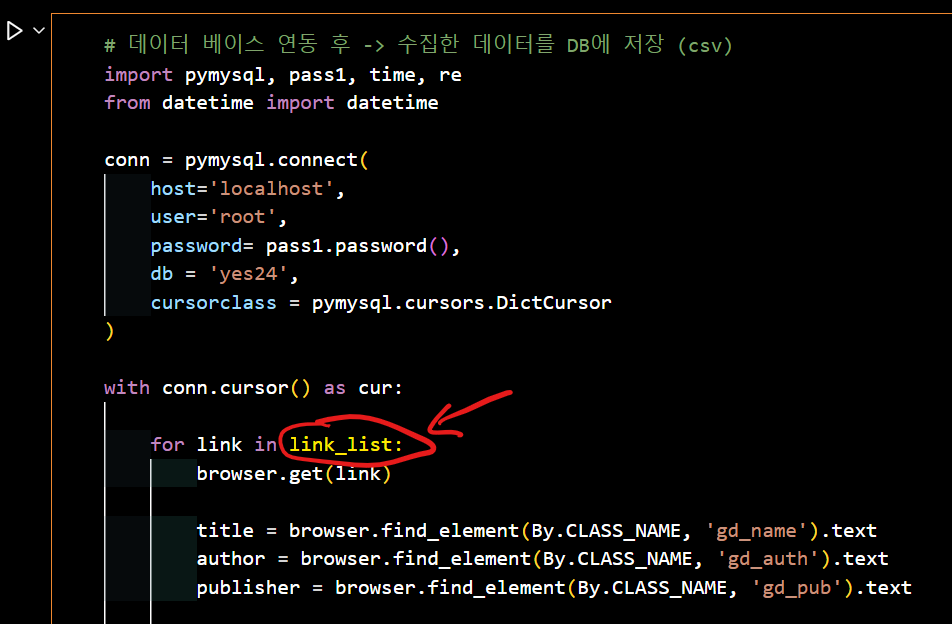 # 데이터 베이스 연동 후 -> 수집한 데이터를 DB에 저장 (csv)
import pymysql, pass1, time, re
from datetime import datetime
conn = pymysql.connect(
host='localhost',
user='root',
password= pass1.password(),
db = 'yes24',
cursorclass = pymysql.cursors.DictCursor
)
with conn.cursor() as cur:
for link in link_list:
browser.get(link)
title = browser.find_element(By.CLASS_NAME, 'gd_name').text
author = browser.find_element(By.CLASS_NAME, 'gd_auth').text
publisher = browser.find_element(By.CLASS_NAME, 'gd_pub').text